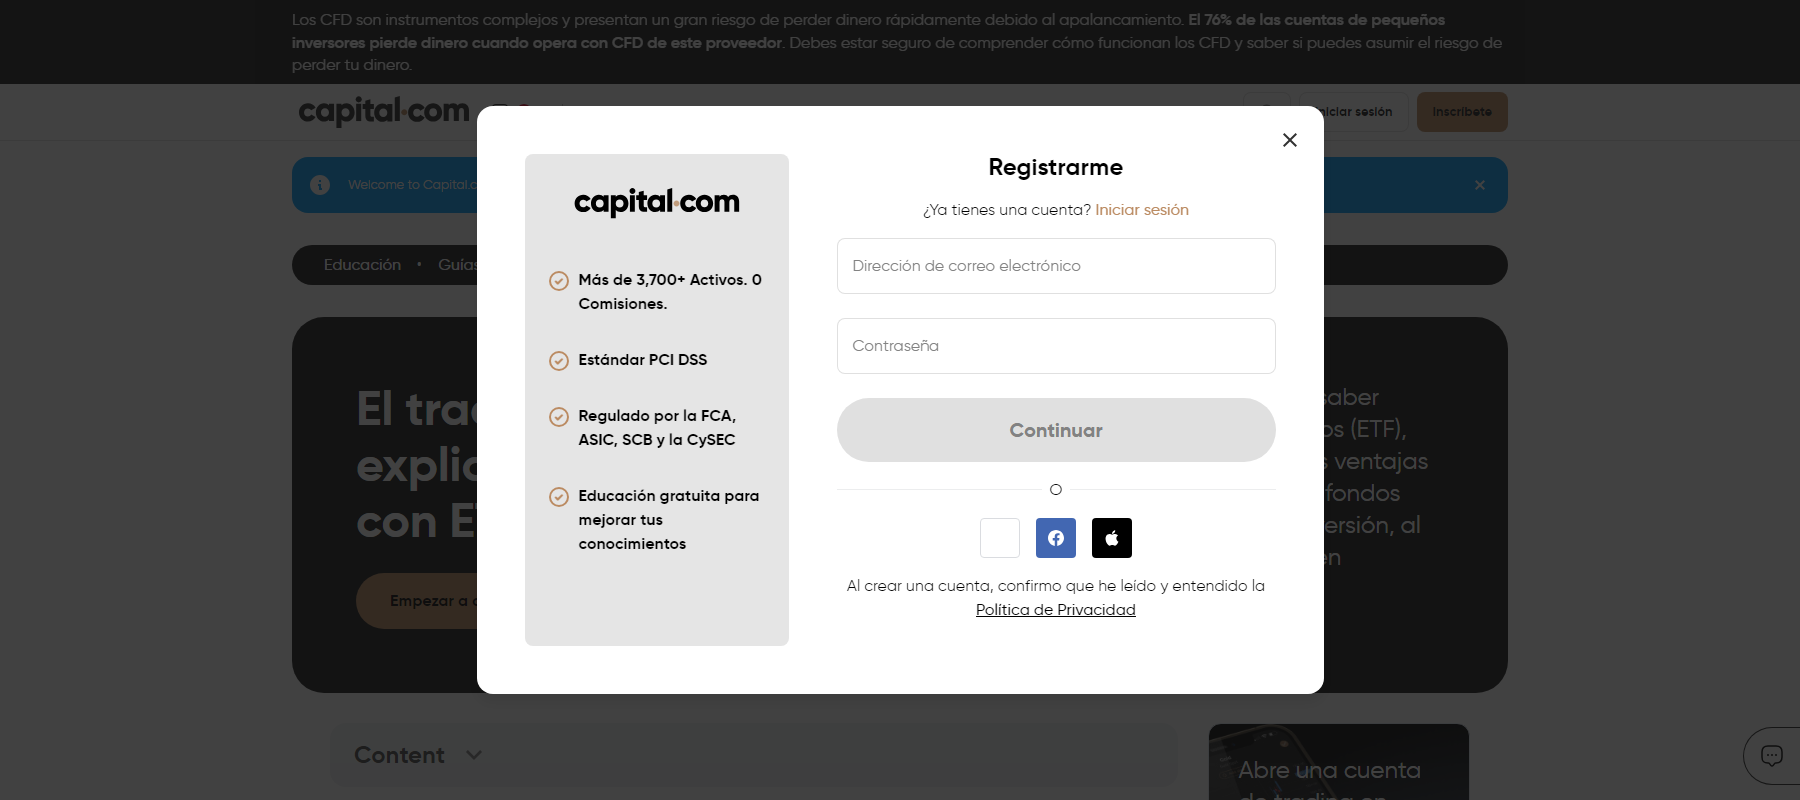 Los CFD son instrumentos complejos y presentan un gran riesgo de perder dinero rápidamente debido al apalancamiento. El 76% de las cuentas de pequeños
inversores pierde dinero cuando opera con CFD de este proveedor. Debes estar seguro de comprender cómo funcionan los CFD y saber si puedes asumir el riesgo de
perder tu dinero.
capital.com
sesión
Inscríbete
Welcome to
Educación • Guías
El
con
Empezar a
saber
(ETF),
ventajas
fondos
al
Content
Abre una cuenta
de trading en
capital.com
Más de 3,700+ Activos. 0
Comisiones.
Estándar PCI DSS
Regulado por la FCA,
ASIC, SCB y la CySEC
Educación gratuita para
mejorar tus
conocimientos
Registrarme
¿Ya tienes una cuenta? Iniciar sesión
Dirección de correo electrónico
Contraseña
Continuar
O
Al crear una cuenta, confirmo que he leído y entendido la
Política de Privacidad